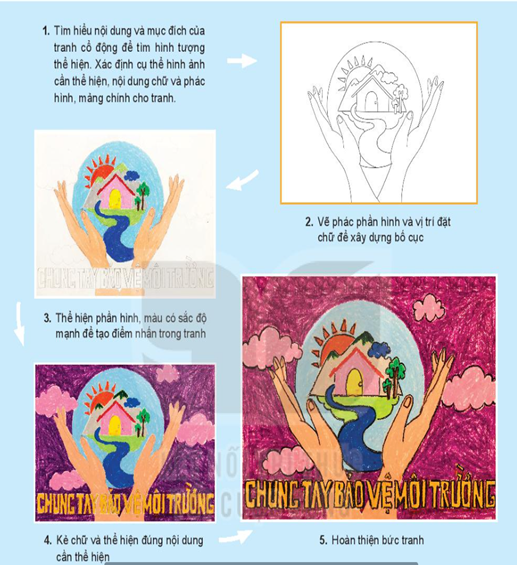 1. Tìm hiểu nội dung và mục đích của
tranh cổ động để tìm hình tượng
thể hiện. Xác định cụ thể hình ảnh
cần thể hiện, nội dung chữ và phác
hình, mảng chính cho tranh.
2. Vẽ phác phần hình và vị trí đặt
chữ để xây dựng bố cục
CHUNG TAY BẢO VỆ MÔI TRƯỜNG
3. Thể hiện phần hình, màu có sắc độ
mạnh để tạo điểm nhấn trong tranh
CHUNG TAY BẢO VỆ MÔI TRƯỜNG
4. Kẻ chữ và thể hiện đúng nội dung
cần thể hiện
CHUNG TAY BẢO VỆ MÔI TRƯỜNG
5. Hoàn thiện bức tranh